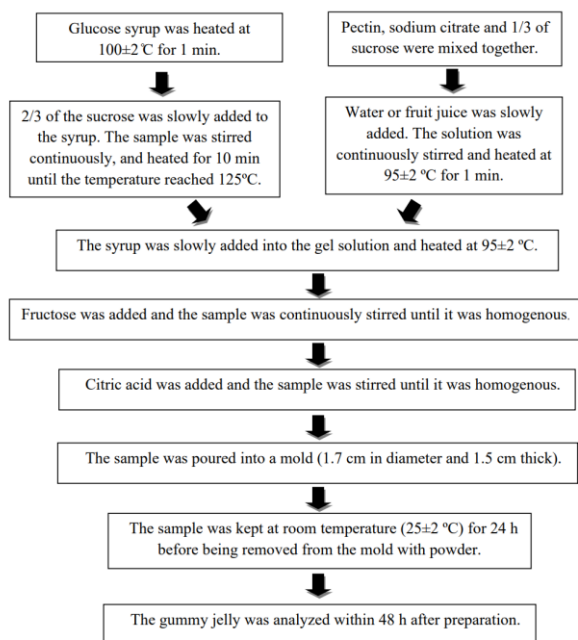 Glucose syrup was heated at
100±2 ℃ for 1 min.
Pectin, sodium citrate and 1/3 of
sucrose were mixed together.
2/3 of the sucrose was slowly added to
the syrup. The sample was stirred
continuously, and heated for 10 min
until the temperature reached 125ºC.
Water or fruit juice was slowly
added. The solution was
continuously stirred and heated at
95±2 ºC for 1 min.
The syrup was slowly added into the gel solution and heated at 95±2 ºC.
Fructose was added and the sample was continuously stirred until it was homogenous.
Citric acid was added and the sample was stirred until it was homogenous.
The sample was poured into a mold (1.7 cm in diameter and 1.5 cm thick).
The sample was kept at room temperature (25±2 ºC) for 24 h
before being removed from the mold with powder.
The gummy jelly was analyzed within 48 h after preparation.